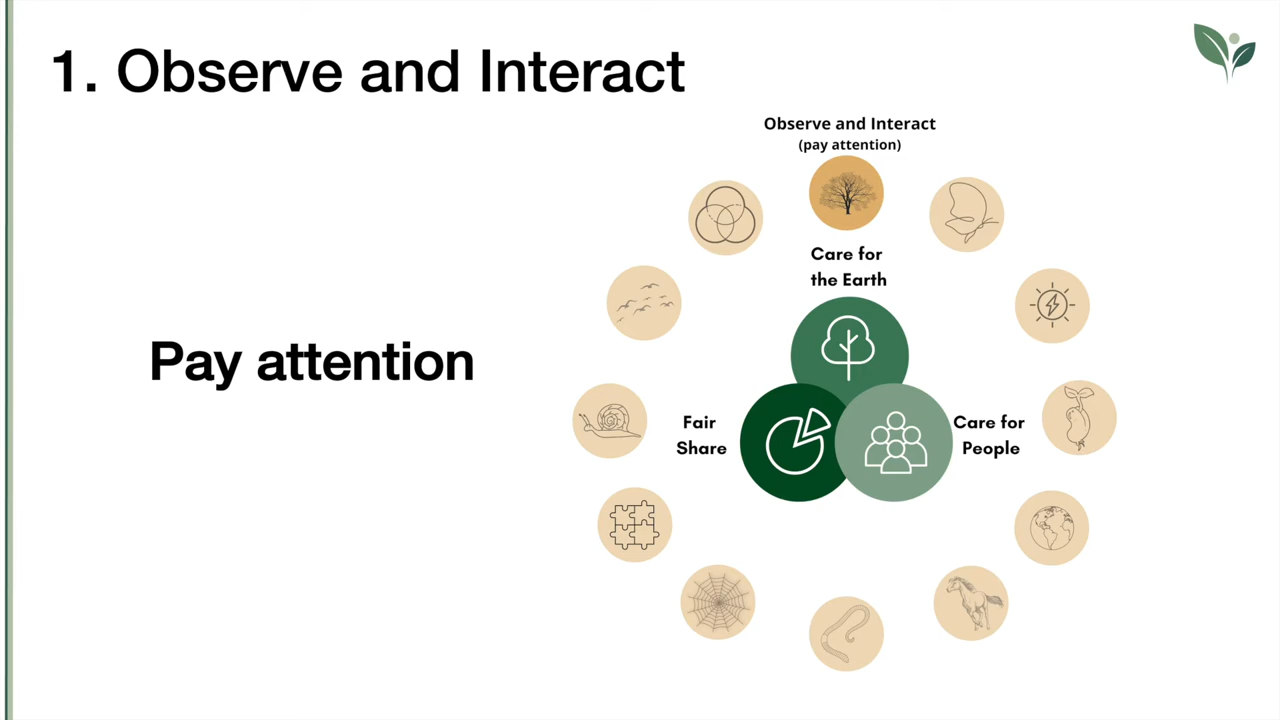 1. Observe and Interact
Observe and Interact
(pay attention)
Care for
the Earth
Pay attention
Fair
Share
Care for
People